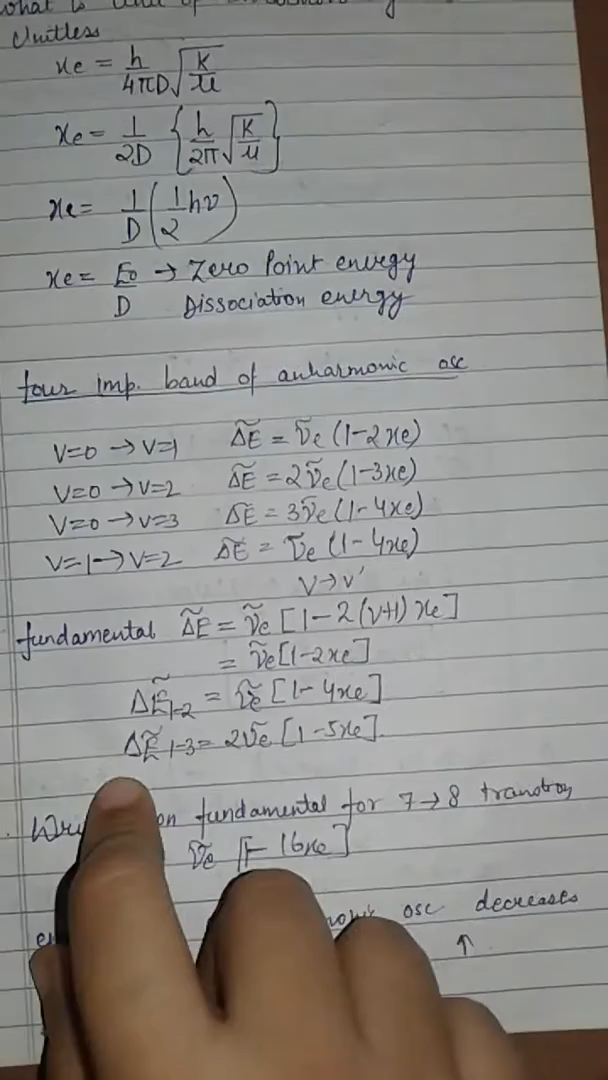 what is
Unitless
xe = h/4πD √K/μ
xe = 1/2D {h/2π √K/μ}
xe = 1/D (1/2 hν)
xe = E0 → Zero Point energy
D Dissociation energy
four imp. band of anharmonic osc
V=0 → V=1 ΔẼ = ν̃e (1-2xe)
V=0 → V=2 ΔẼ = 2ν̃e (1-3xe)
V=0 → V=3 ΔẼ = 3ν̃e (1-4xe)
V=1 → V=2 ΔẼ = ν̃e (1-4xe)
V → V'
fundamental ΔẼ = ν̃e [1-2(V+1) xe]
= ν̃e [1-2xe]
ΔẼ1-2 = ν̃e [1-4xe]
ΔẼ1-3 = 2ν̃e [1-5xe]
fundamental for 7→8
ν̃e [1-16xe]
osc decreases
↑